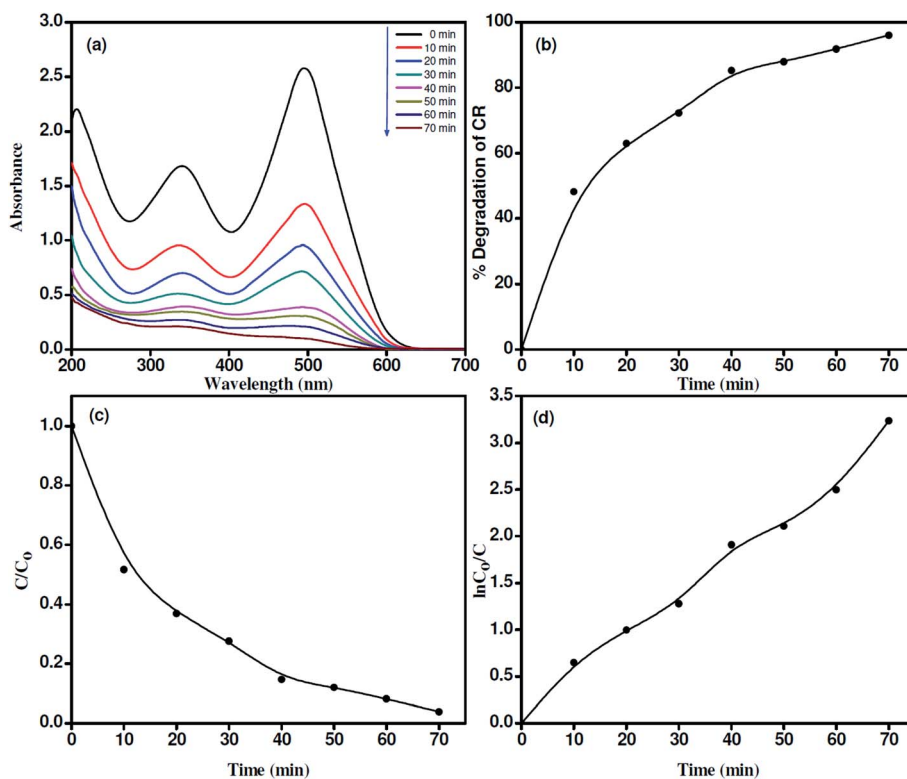 (a)
3.0
2.5
2.0
1.5
1.0
0.5
0.0
Absorbance
200 300 400 500 600 700
Wavelength (nm)
0 min
10 min
20 min
30 min
40 min
50 min
60 min
70 min
(b)
100
80
60
40
20
0
% Degradation of CR
0 10 20 30 40 50 60 70
Time (min)
(c)
1.0
0.8
0.6
0.4
0.2
0.0
C/C₀
0 10 20 30 40 50 60 70
Time (min)
(d)
3.5
3.0
2.5
2.0
1.5
1.0
0.5
0.0
lnC₀/C
0 10 20 30 40 50 60 70
Time (min)